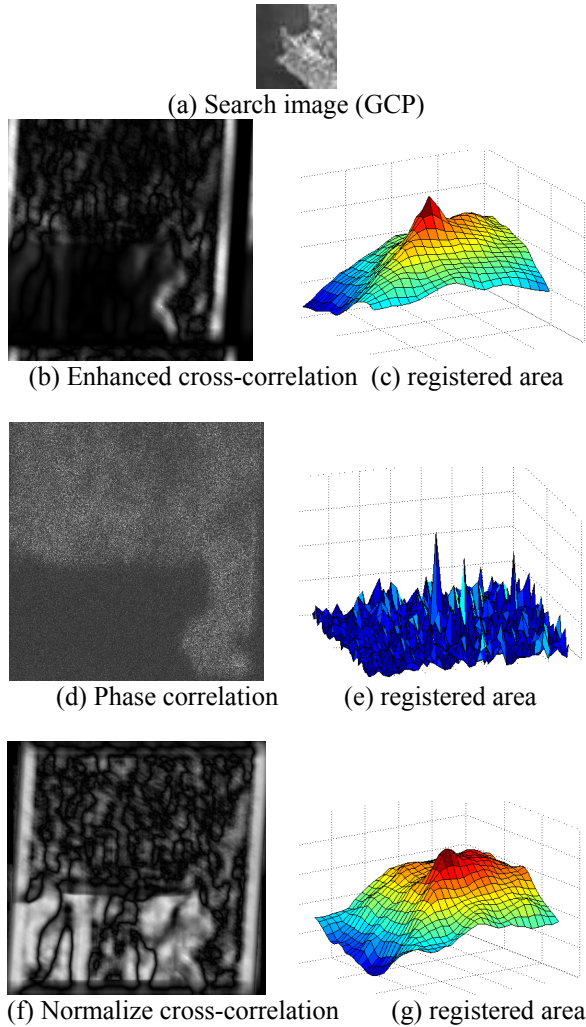 (a) Search image (GCP)
(b) Enhanced cross-correlation (c) registered area
(d) Phase correlation (e) registered area
(f) Normalize cross-correlation (g) registered area